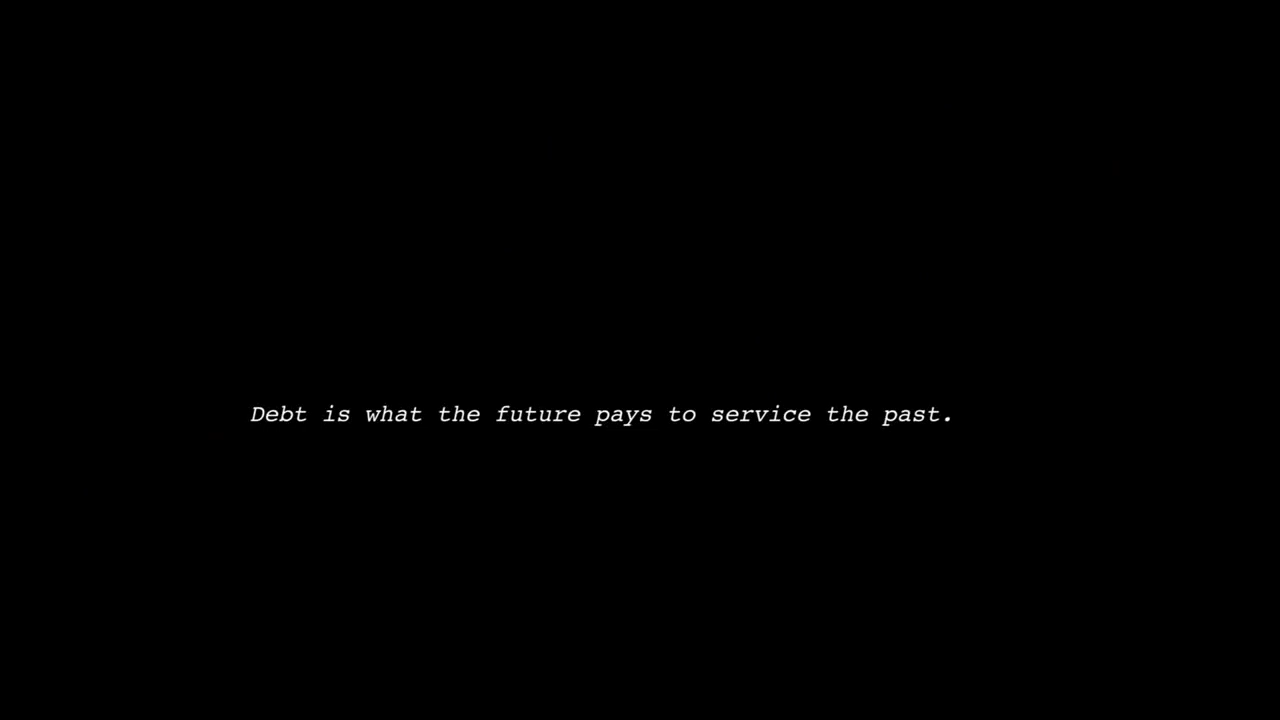 Debt is what the future pays to service the past.